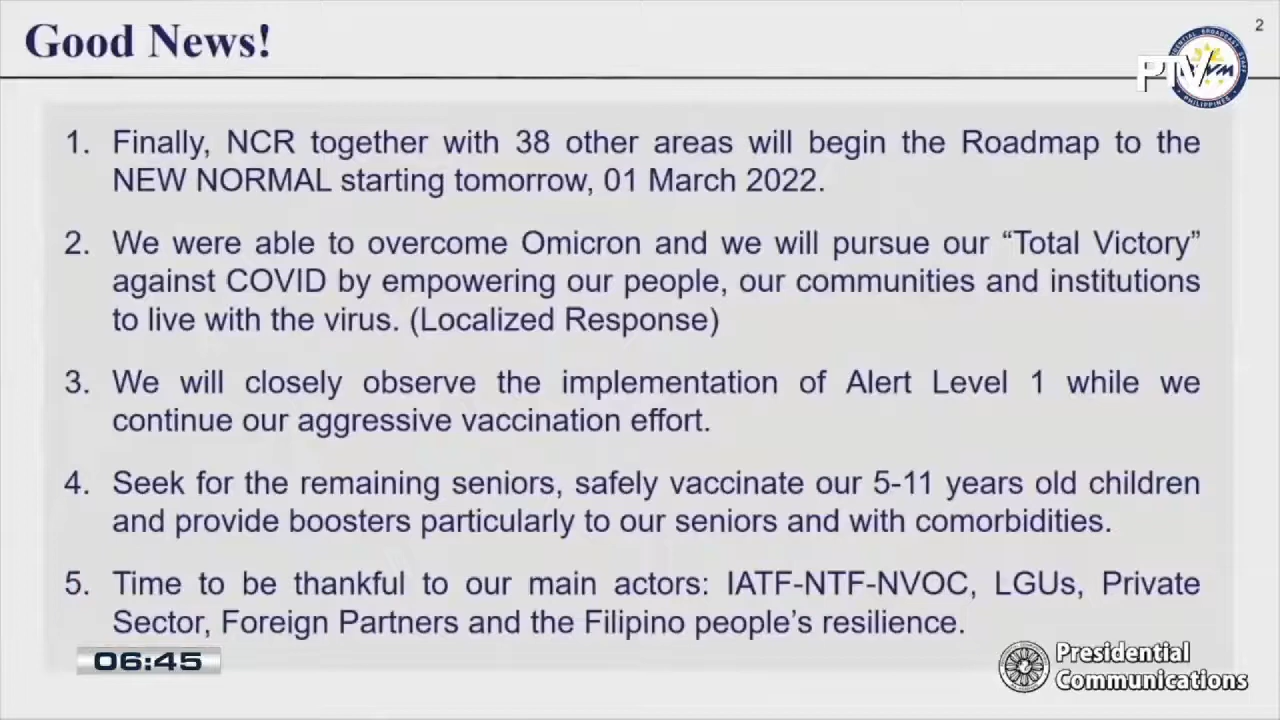 Good News!
2
PTV
1. Finally, NCR together with 38 other areas will begin the Roadmap to the
NEW NORMAL starting tomorrow, 01 March 2022.
2. We were able to overcome Omicron and we will pursue our “Total Victory”
against COVID by empowering our people, our communities and institutions
to live with the virus. (Localized Response)
3. We will closely observe the implementation of Alert Level 1 while we
continue our aggressive vaccination effort.
4. Seek for the remaining seniors, safely vaccinate our 5-11 years old children
and provide boosters particularly to our seniors and with comorbidities.
5. Time to be thankful to our main actors: IATF-NTF-NVOC, LGUs, Private
Sector, Foreign Partners and the Filipino people’s resilience.
06:45
Presidential
Communications